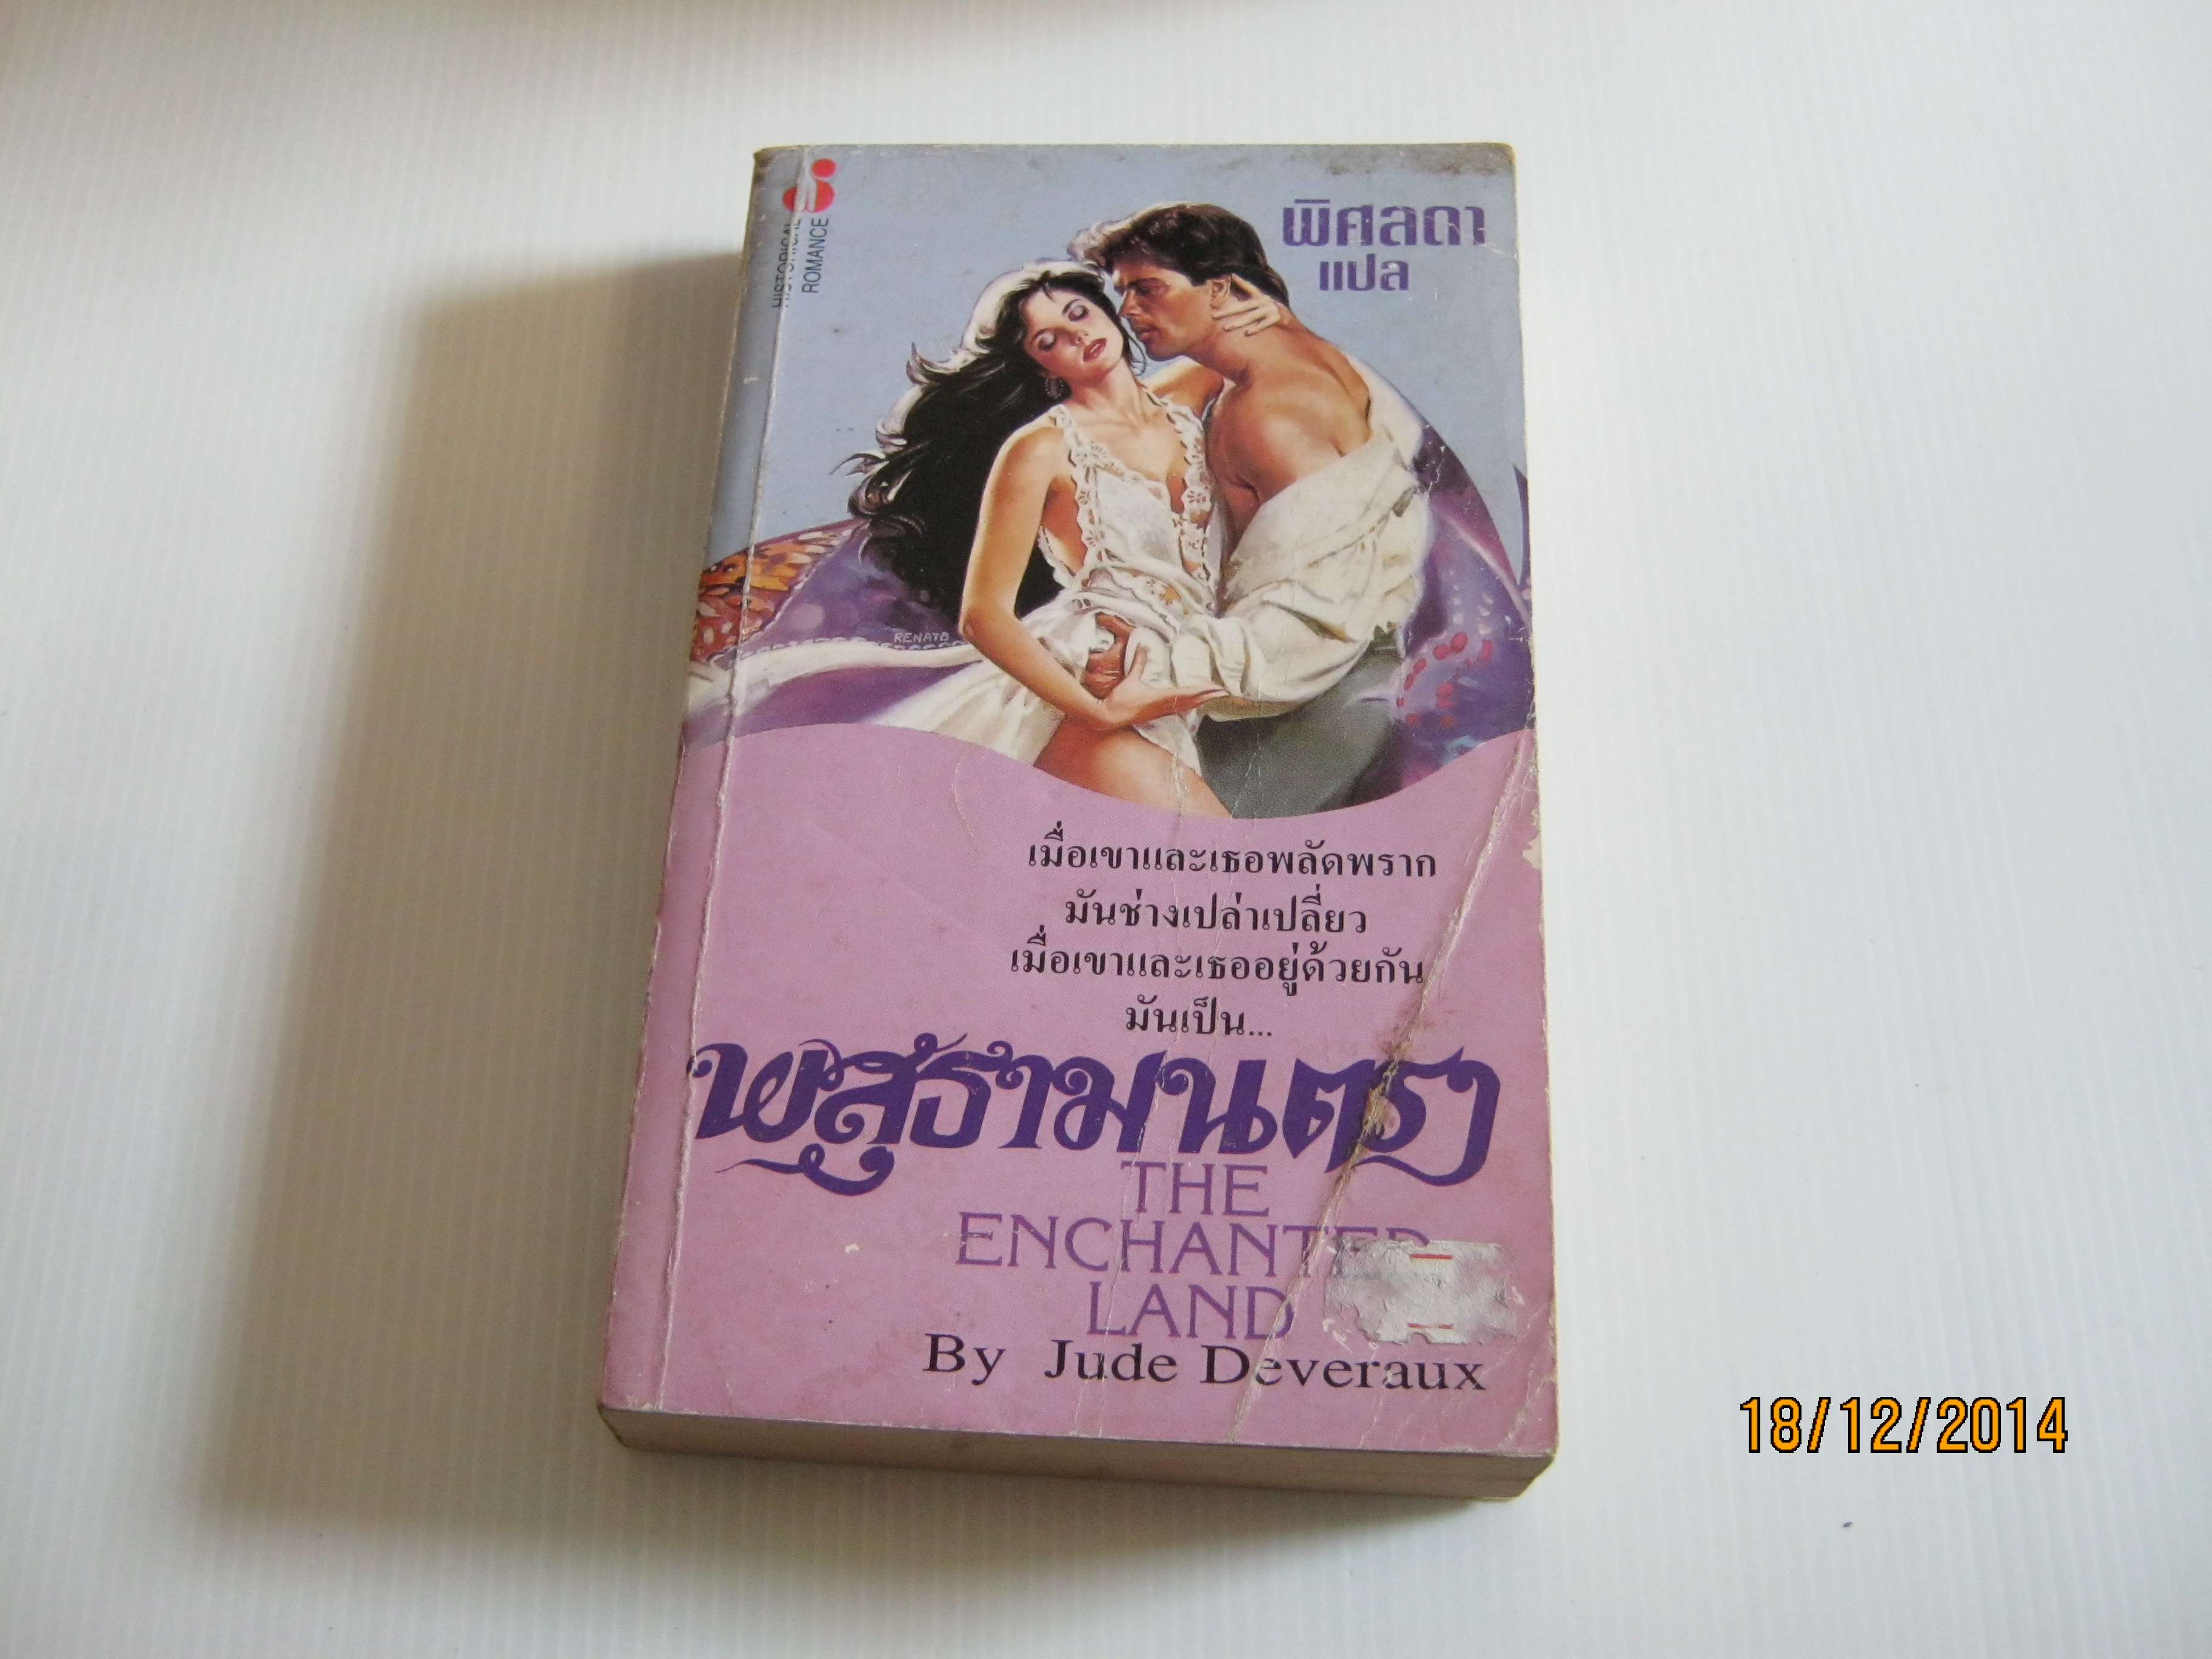 HISTORICAL
ROMANCE
พิศลดา
แปล
RENATO
เมื่อเขาและเธอพลัดพราก
มันช่างเปล่าเปลี่ยว
เมื่อเขาและเธออยู่ด้วยกัน
มันเป็น...
พสุธามนตรา
THE
ENCHANTED
LAND
By Jude Deveraux
18/12/2014